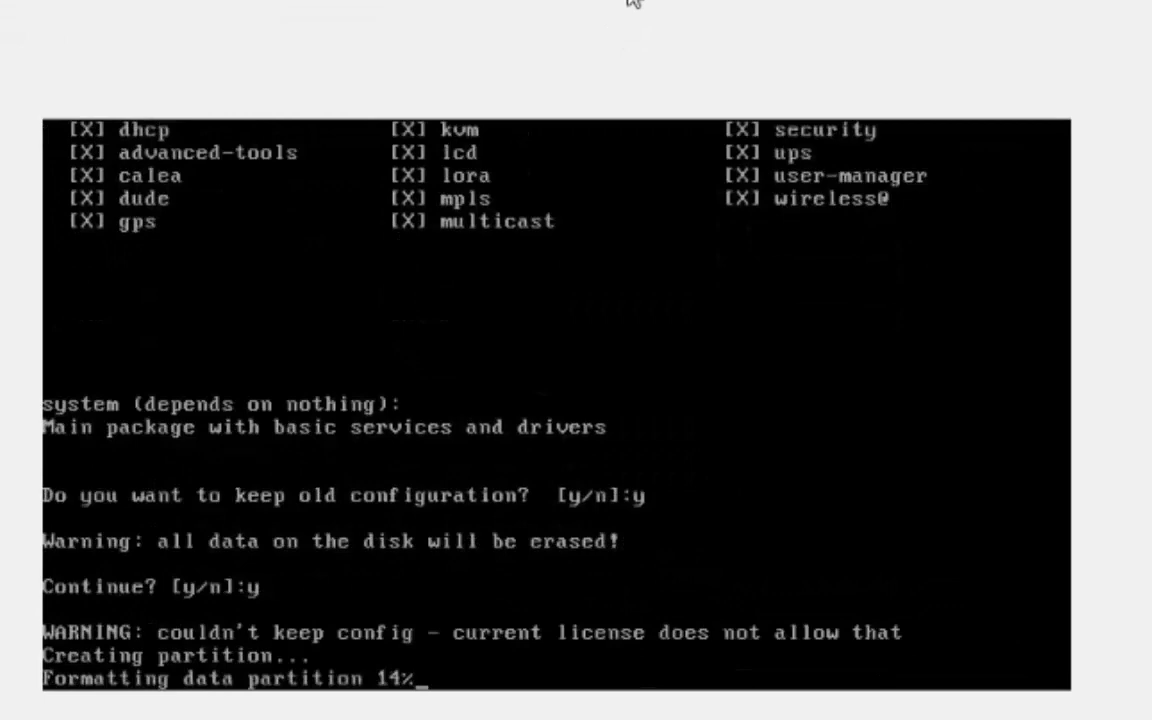 [X] dhcp [X] kvm [X] security
[X] advanced-tools [X] lcd [X] ups
[X] calea [X] lora [X] user-manager
[X] dude [X] mpls [X] wireless@
[X] gps [X] multicast
system (depends on nothing):
Main package with basic services and drivers
Do you want to keep old configuration? [y/n]:y
Warning: all data on the disk will be erased!
Continue? [y/n]:y
WARNING: couldn't keep config - current license does not allow that
Creating partition...
Formatting data partition 14%_